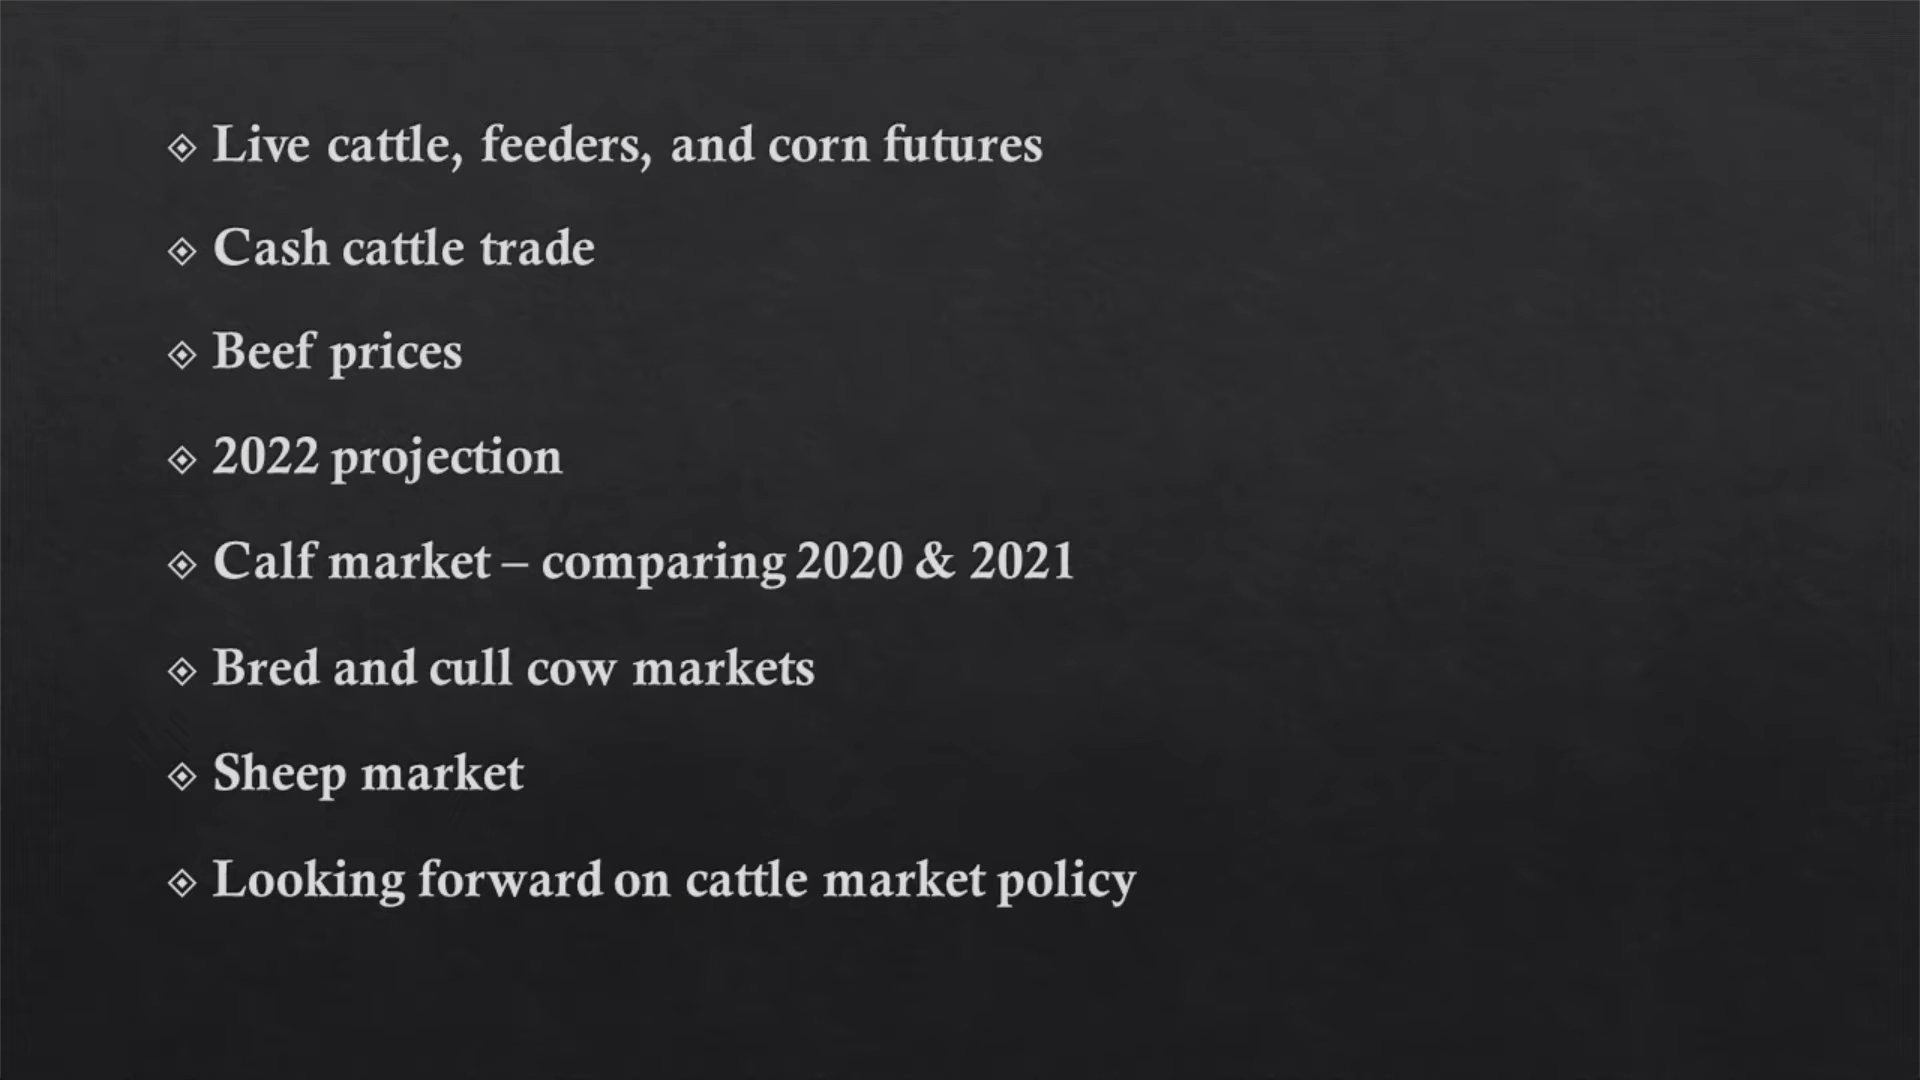 Live cattle, feeders, and corn futures
Cash cattle trade
Beef prices
2022 projection
Calf market – comparing 2020 & 2021
Bred and cull cow markets
Sheep market
Looking forward on cattle market policy